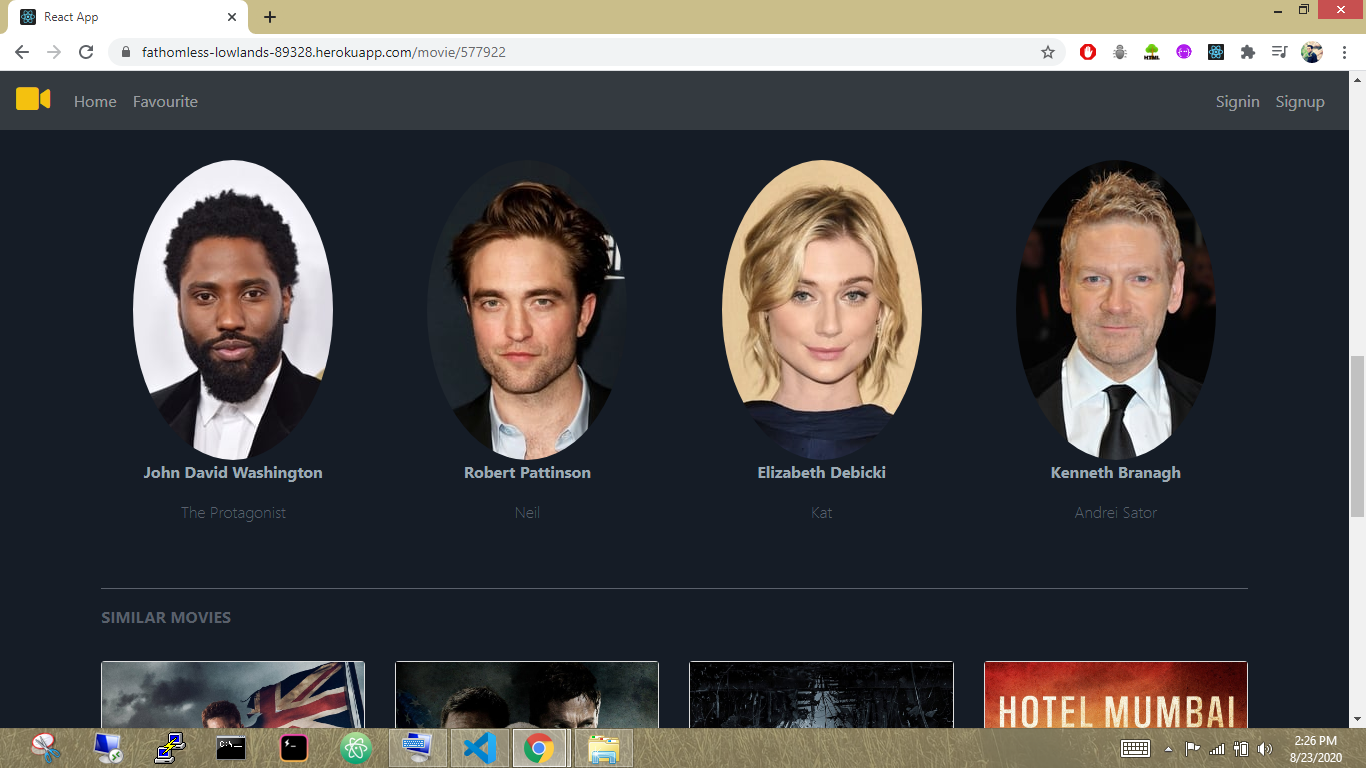 React App
fathomless-lowlands-89328.herokuapp.com/movie/577922
HTML
Home Favourite Signin Signup
John David Washington Robert Pattinson Elizabeth Debicki Kenneth Branagh
The Protagonist Neil Kat Andrei Sator
SIMILAR MOVIES
HOTEL MUMBAI
C:\_
2:26 PM
8/23/2020